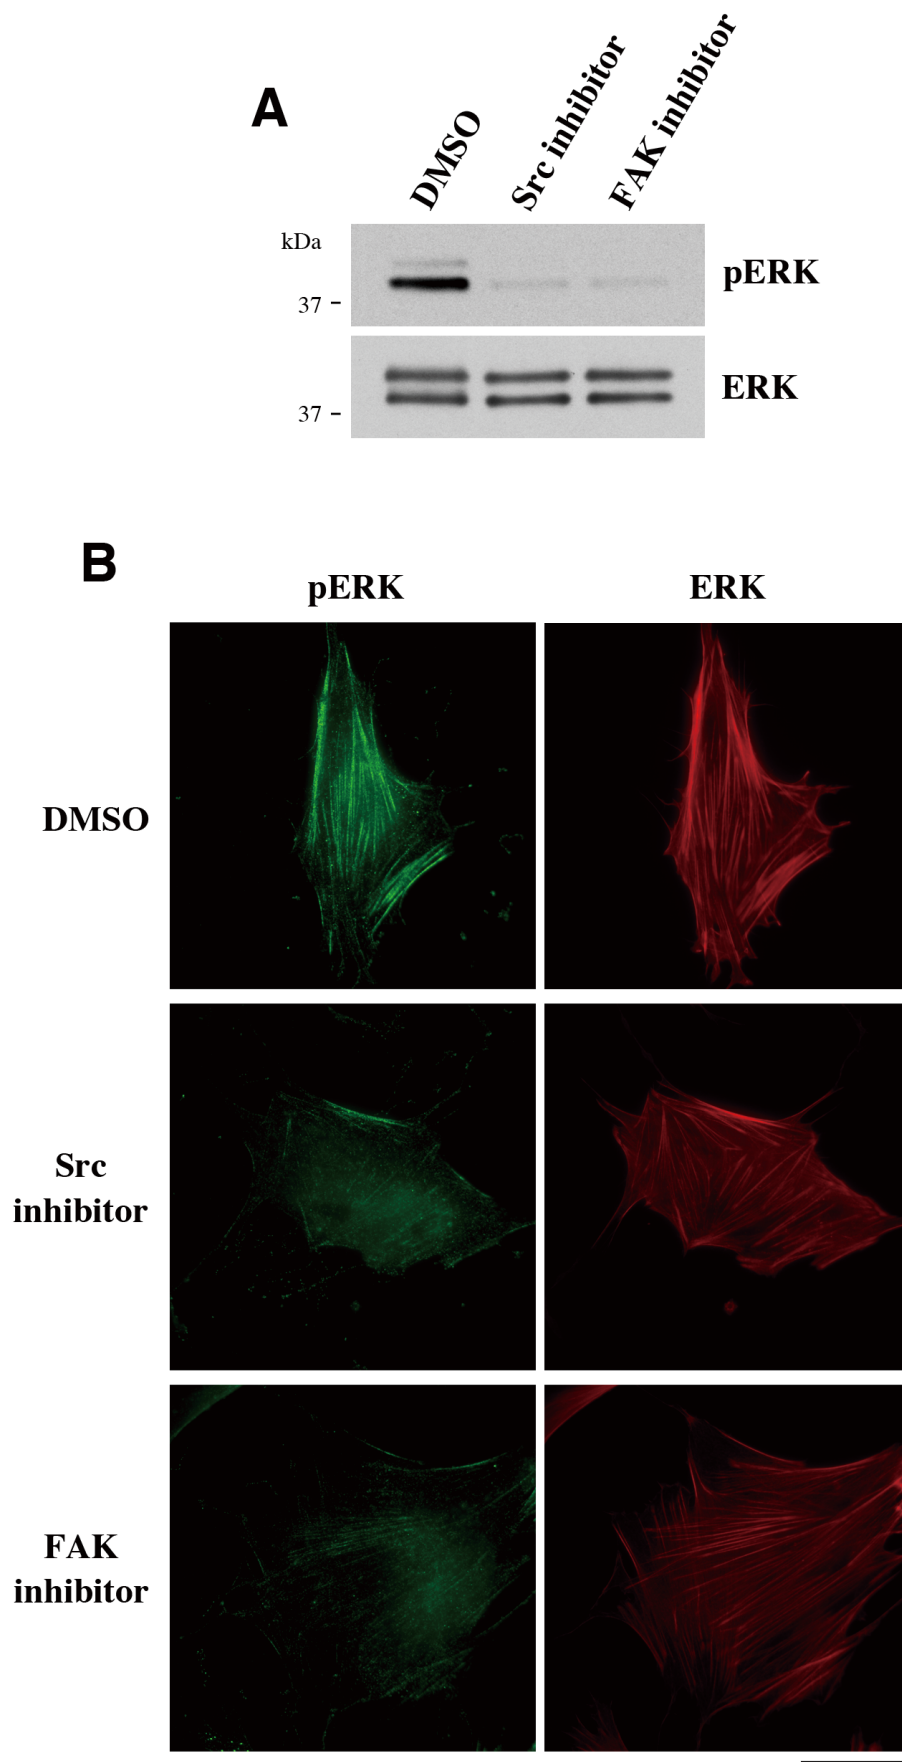 A
DMSO
Src inhibitor
FAK inhibitor
kDa
37
pERK
37
ERK
B
pERK
ERK
DMSO
Src
inhibitor
FAK
inhibitor